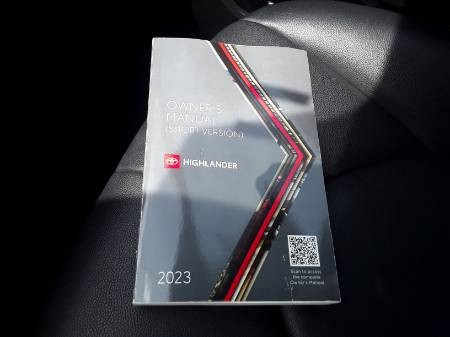 OWNER'S
MANUAL
(SHORT VERSION)
HIGHLANDER
2023
Scan to access
the complete
Owner's Manual